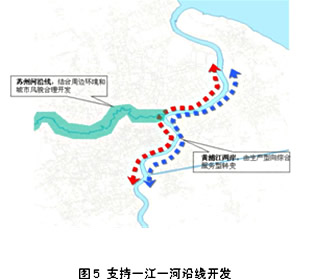 苏州河沿线，结合周边环境和
城市风貌合理开发
黄浦江两岸，由生产型向综合
服务型转变
图5 支持一江一河沿线开发